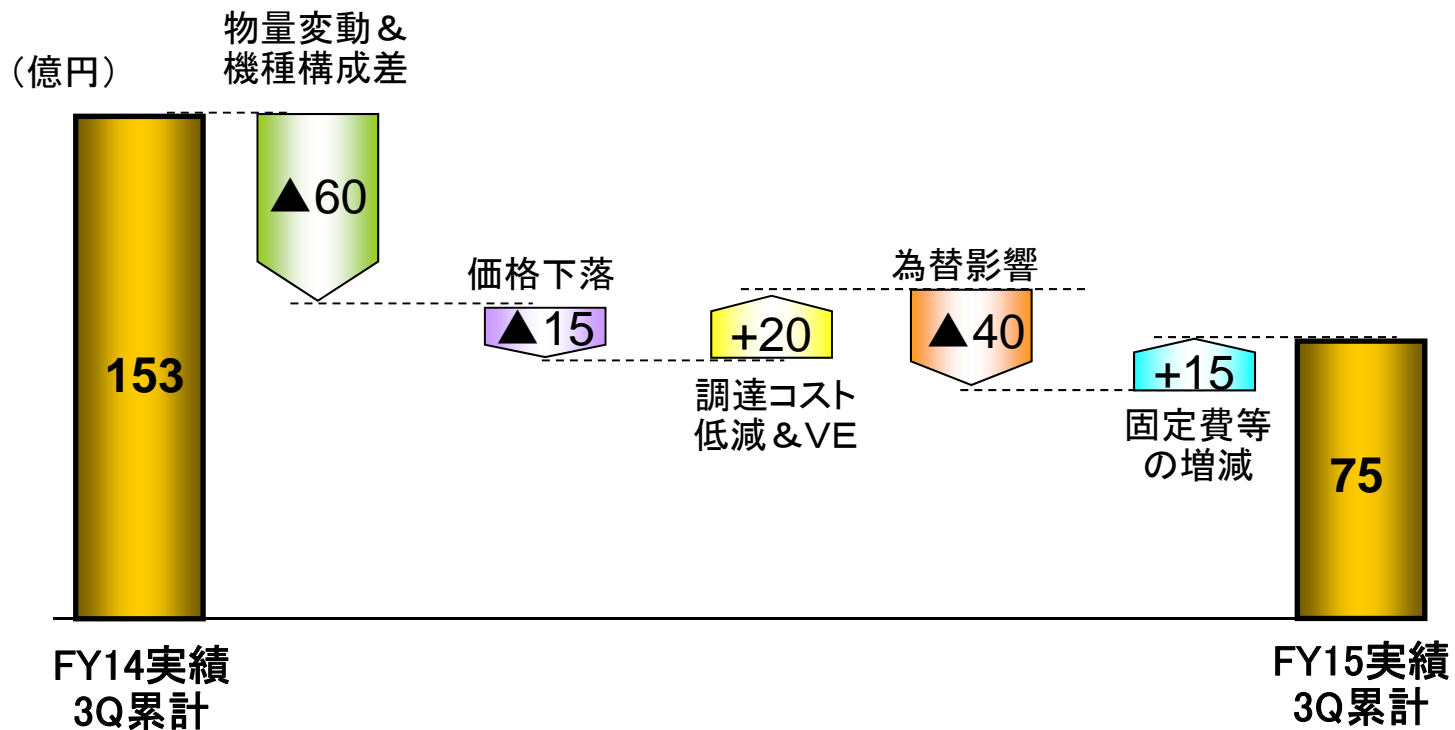 （億円）
物量変動＆
機種構成差
153
▲60
価格下落
▲15
+20
調達コスト
低減＆VE
為替影響
▲40
+15
固定費等
の増減
75
FY14実績
3Q累計
FY15実績
3Q累計